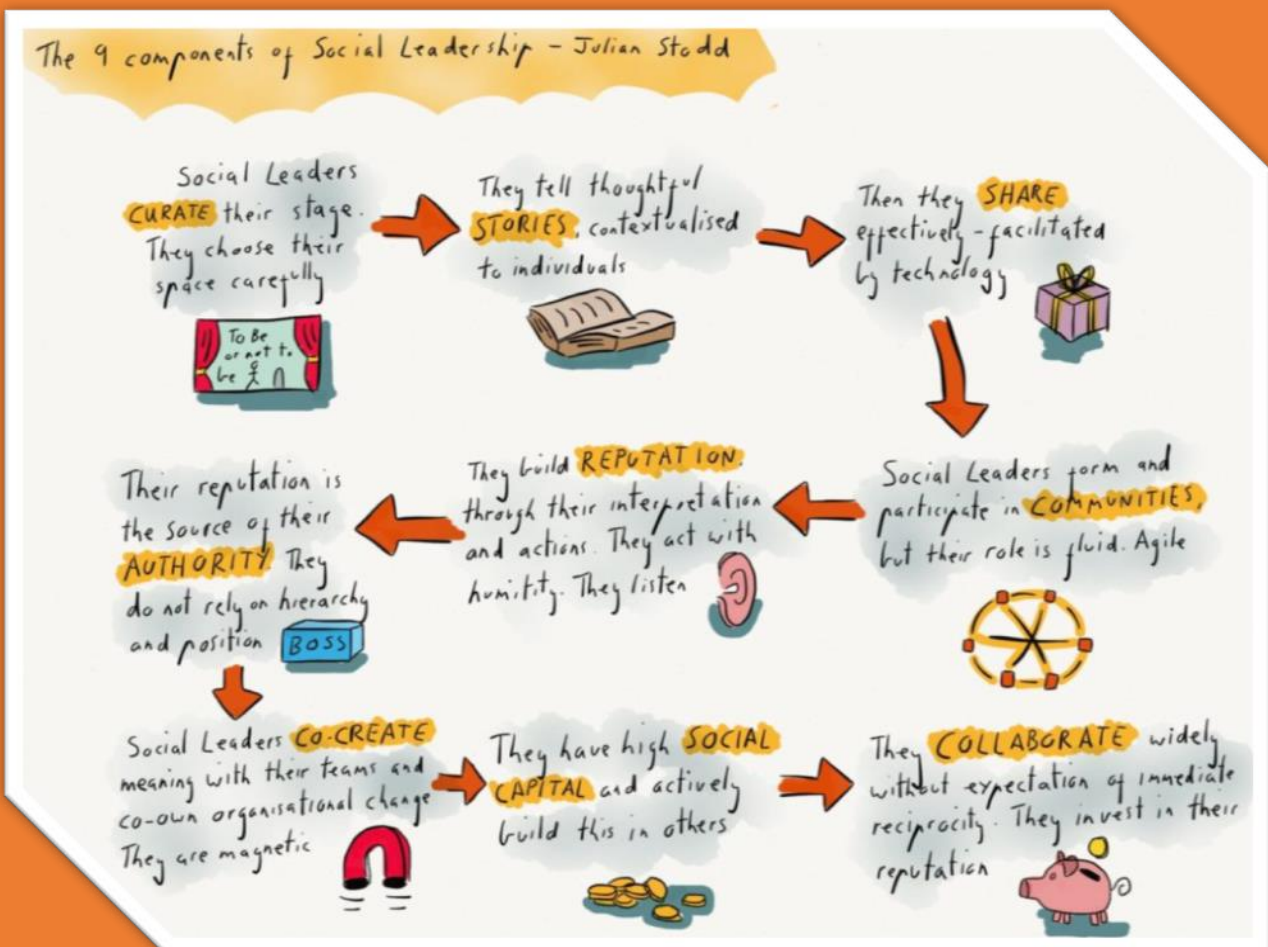 The 9 components of Social Leadership - Julian Stodd
Social Leaders
CURATE their stage.
They choose their
space carefully
To Be
or not to
be
They tell thoughtful
STORIES, contextualised
to individuals
Then they SHARE
effectively - facilitated
by technology
Social Leaders form and
participate in COMMUNITIES,
but their role is fluid. Agile
They build REPUTATION
through their interpretation
and actions. They act with
humility. They listen
Their reputation is
the source of their
AUTHORITY. They
do not rely on hierarchy
and position
BOSS
Social Leaders CO-CREATE
meaning with their teams and
co-own organisational change
They are magnetic
They have high SOCIAL
CAPITAL and actively
build this in others
They COLLABORATE widely
without expectation of immediate
reciprocity. They invest in their
reputation